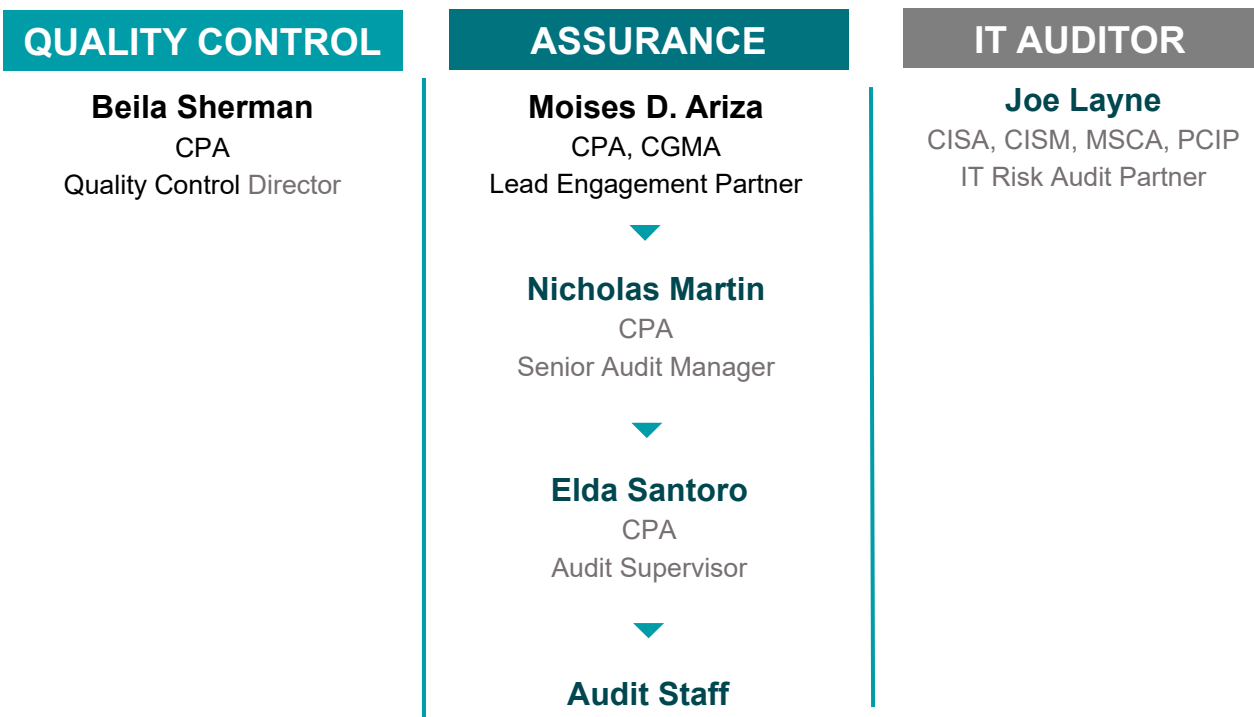 QUALITY CONTROL
Beila Sherman
CPA
Quality Control Director
ASSURANCE
Moises D. Ariza
CPA, CGMA
Lead Engagement Partner
Nicholas Martin
CPA
Senior Audit Manager
Elda Santoro
CPA
Audit Supervisor
Audit Staff
IT AUDITOR
Joe Layne
CISA, CISM, MSCA, PCIP
IT Risk Audit Partner